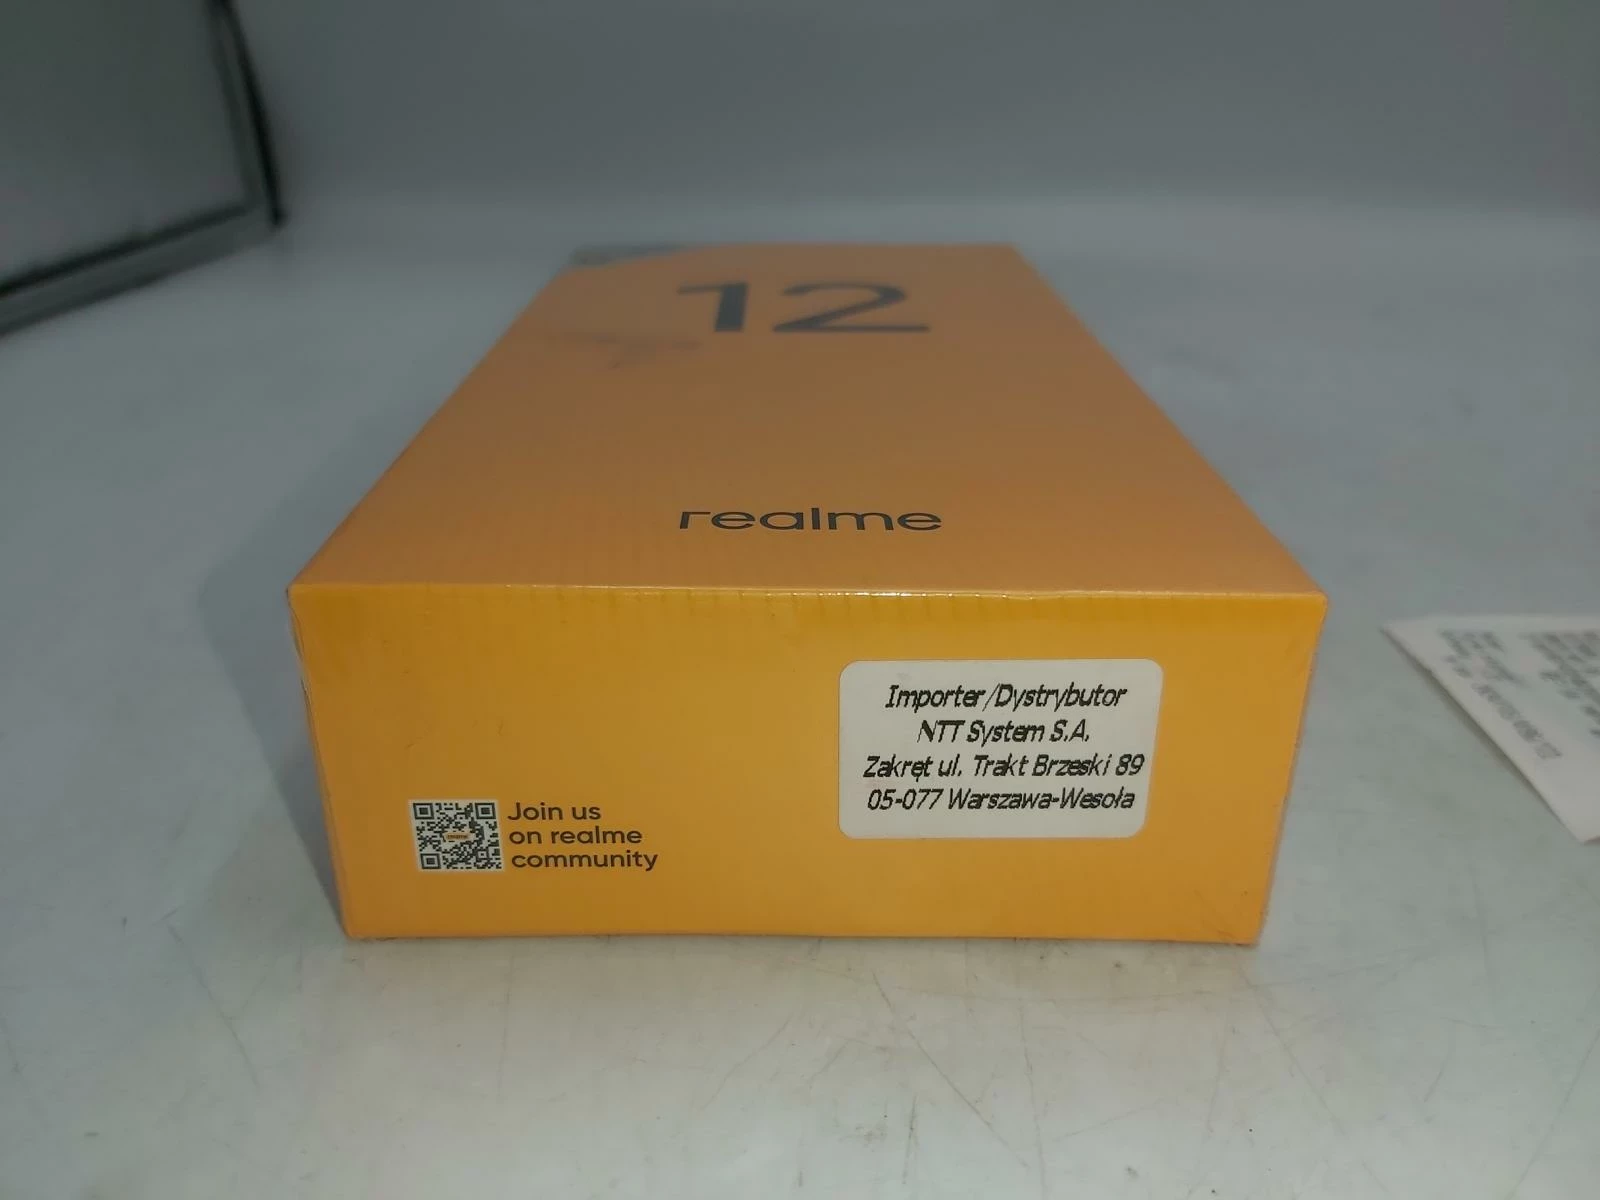 12
realme
Importer/Dystrybutor
NTT System S.A.
Zakręt ul. Trakt Brzeski 89
05-077 Warszawa-Wesoła
Join us
on realme
community